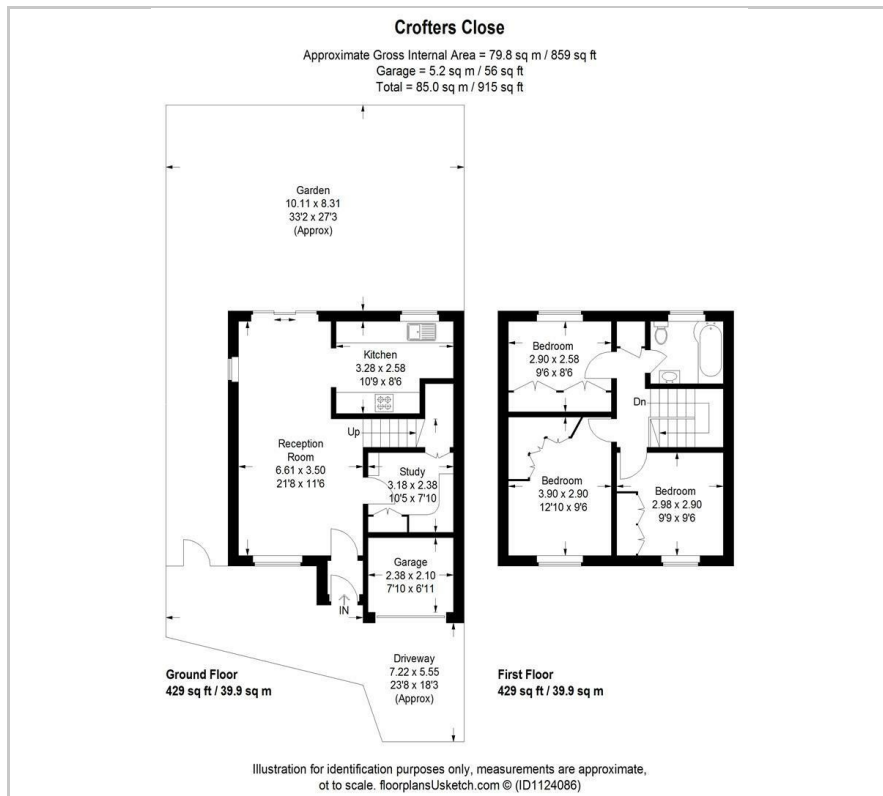 Crofters Close
Approximate Gross Internal Area = 79.8 sq m / 859 sq ft
Garage = 5.2 sq m / 56 sq ft
Total = 85.0 sq m / 915 sq ft
Garden
10.11 x 8.31
33'2 x 27'3
(Approx)
Kitchen
3.28 x 2.58
10'9 x 8'6
Up
Reception
Room
6.61 x 3.50
21'8 x 11'6
Study
3.18 x 2.38
10'5 x 7'10
Garage
2.38 x 2.10
7'10 x 6'11
IN
Driveway
7.22 x 5.55
23'8 x 18'3
(Approx)
Ground Floor
429 sq ft / 39.9 sq m
Bedroom
2.90 x 2.58
9'6 x 8'6
Dn
Bedroom
3.90 x 2.90
12'10 x 9'6
Bedroom
2.98 x 2.90
9'9 x 9'6
First Floor
429 sq ft / 39.9 sq m
Illustration for identification purposes only, measurements are approximate,
ot to scale. floorplansUsketch.com © (ID1124086)